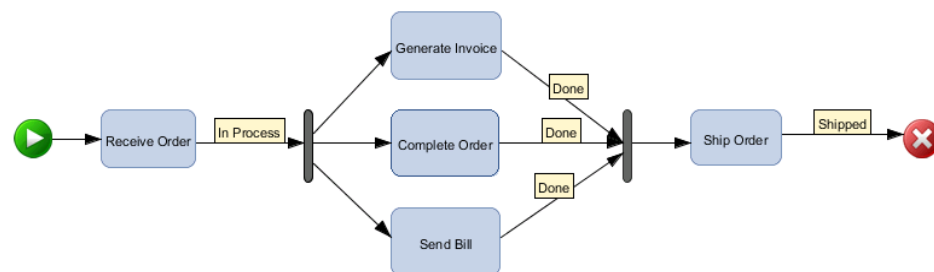 Generate Invoice
Done
Receive Order
In Process
Complete Order
Done
Ship Order
Shipped
Done
Send Bill